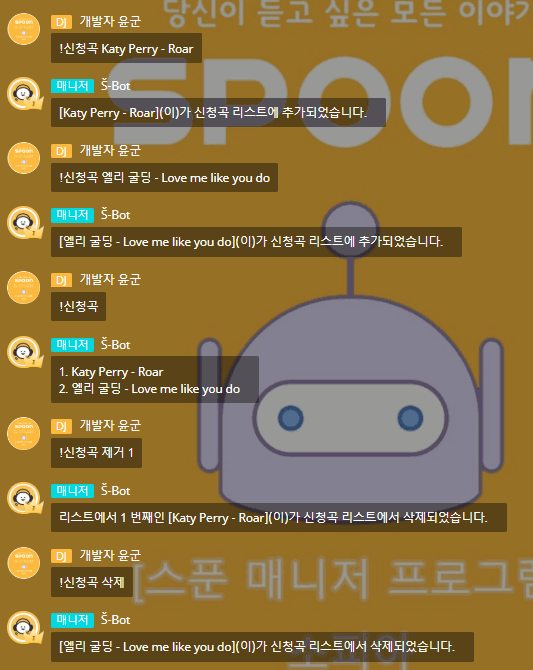 당신이 듣고 싶은 모든 이야기
SPOON
DJ 개발자 윤군
!신청곡 Katy Perry - Roar
매니저 Š-Bot
[Katy Perry - Roar](이)가 신청곡 리스트에 추가되었습니다.
DJ 개발자 윤군
!신청곡 엘리 굴딩 - Love me like you do
매니저 Š-Bot
[엘리 굴딩 - Love me like you do](이)가 신청곡 리스트에 추가되었습니다.
DJ 개발자 윤군
!신청곡
매니저 Š-Bot
1. Katy Perry - Roar
2. 엘리 굴딩 - Love me like you do
DJ 개발자 윤군
!신청곡 제거 1
매니저 Š-Bot
리스트에서 1 번째인 [Katy Perry - Roar](이)가 신청곡 리스트에서 삭제되었습니다.
DJ 개발자 윤군
!신청곡 삭제
[스푼 매니저 프로그램
매니저 Š-Bot
[엘리 굴딩 - Love me like you do](이)가 신청곡 리스트에서 삭제되었습니다.